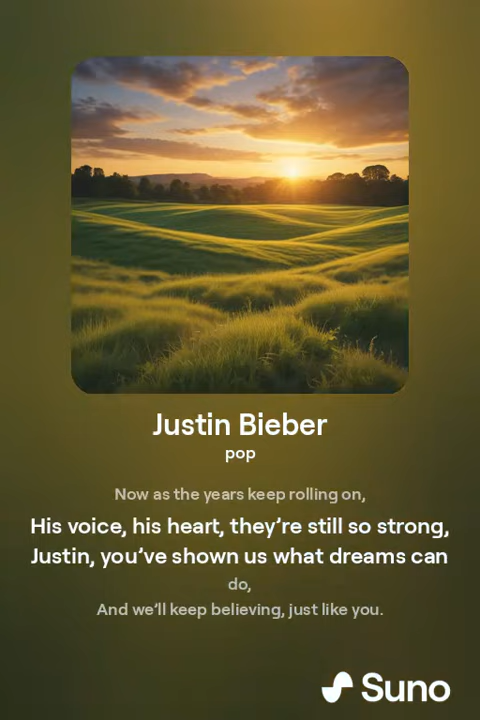 Justin Bieber
pop
Now as the years keep rolling on,
His voice, his heart, they’re still so strong,
Justin, you’ve shown us what dreams can
do,
And we’ll keep believing, just like you.
Suno